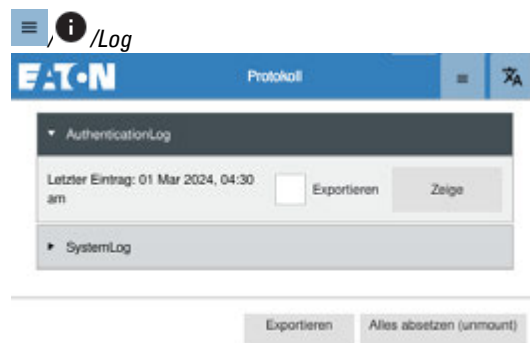 / /Log
EATON Protokoll
AuthenticationLog
Letzter Eintrag: 01 Mar 2024, 04:30
am
Exportieren
Zeige
SystemLog
Exportieren Alles absetzen (unmount)